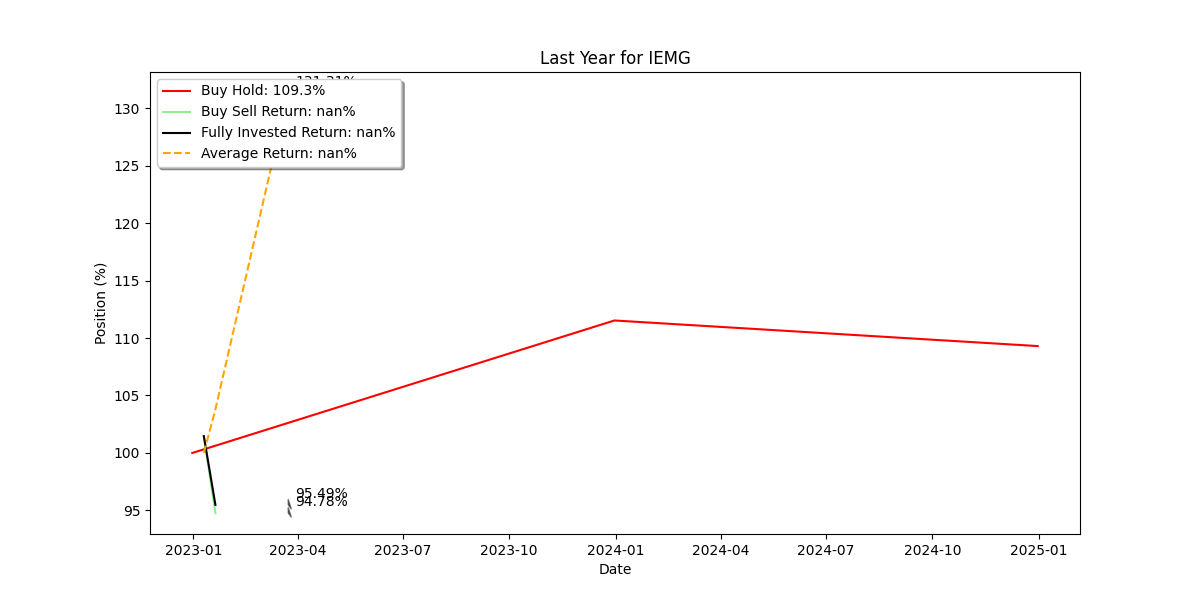 Last Year for IEMG
Buy Hold: 109.3%
Buy Sell Return: nan%
Fully Invested Return: nan%
Average Return: nan%
130
125
120
115
110
105
100
95
Position (%)
95.49%
94.78%
2023-01 2023-04 2023-07 2023-10 2024-01 2024-04 2024-07 2024-10 2025-01
Date